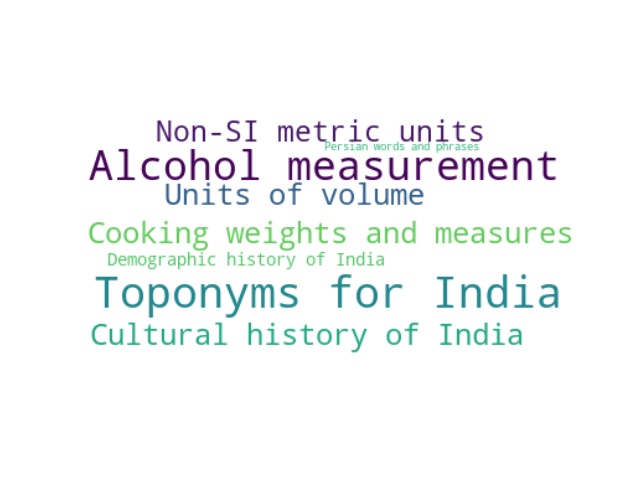 Non-SI metric units
Persian words and phrases
Alcohol measurement
Units of volume
Cooking weights and measures
Demographic history of India
Toponyms for India
Cultural history of India